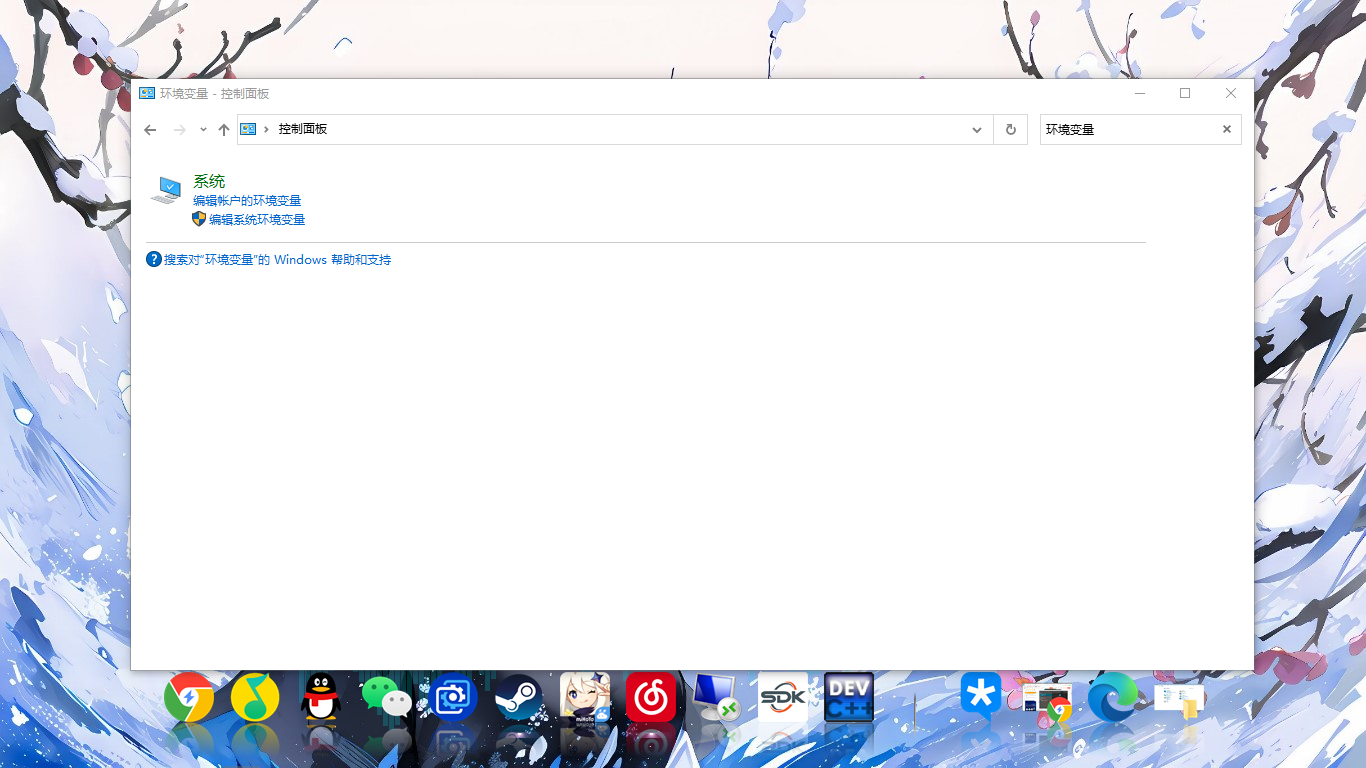 环境变量 - 控制面板
控制面板
环境变量
系统
编辑帐户的环境变量
编辑系统环境变量
搜索对"环境变量"的 Windows 帮助和支持
SDK
DEV
C++